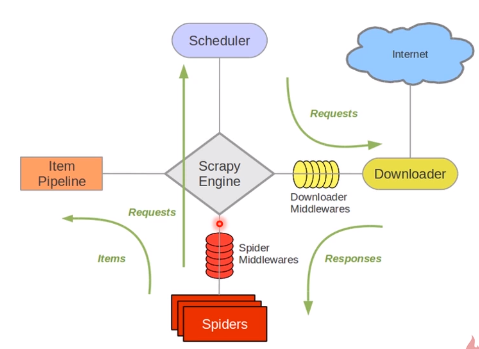 Scheduler
Internet
Requests
Scrapy
Engine
Item
Pipeline
Downloader
Downloader
Middlewares
Requests
Spider
Middlewares
Items
Responses
Spiders